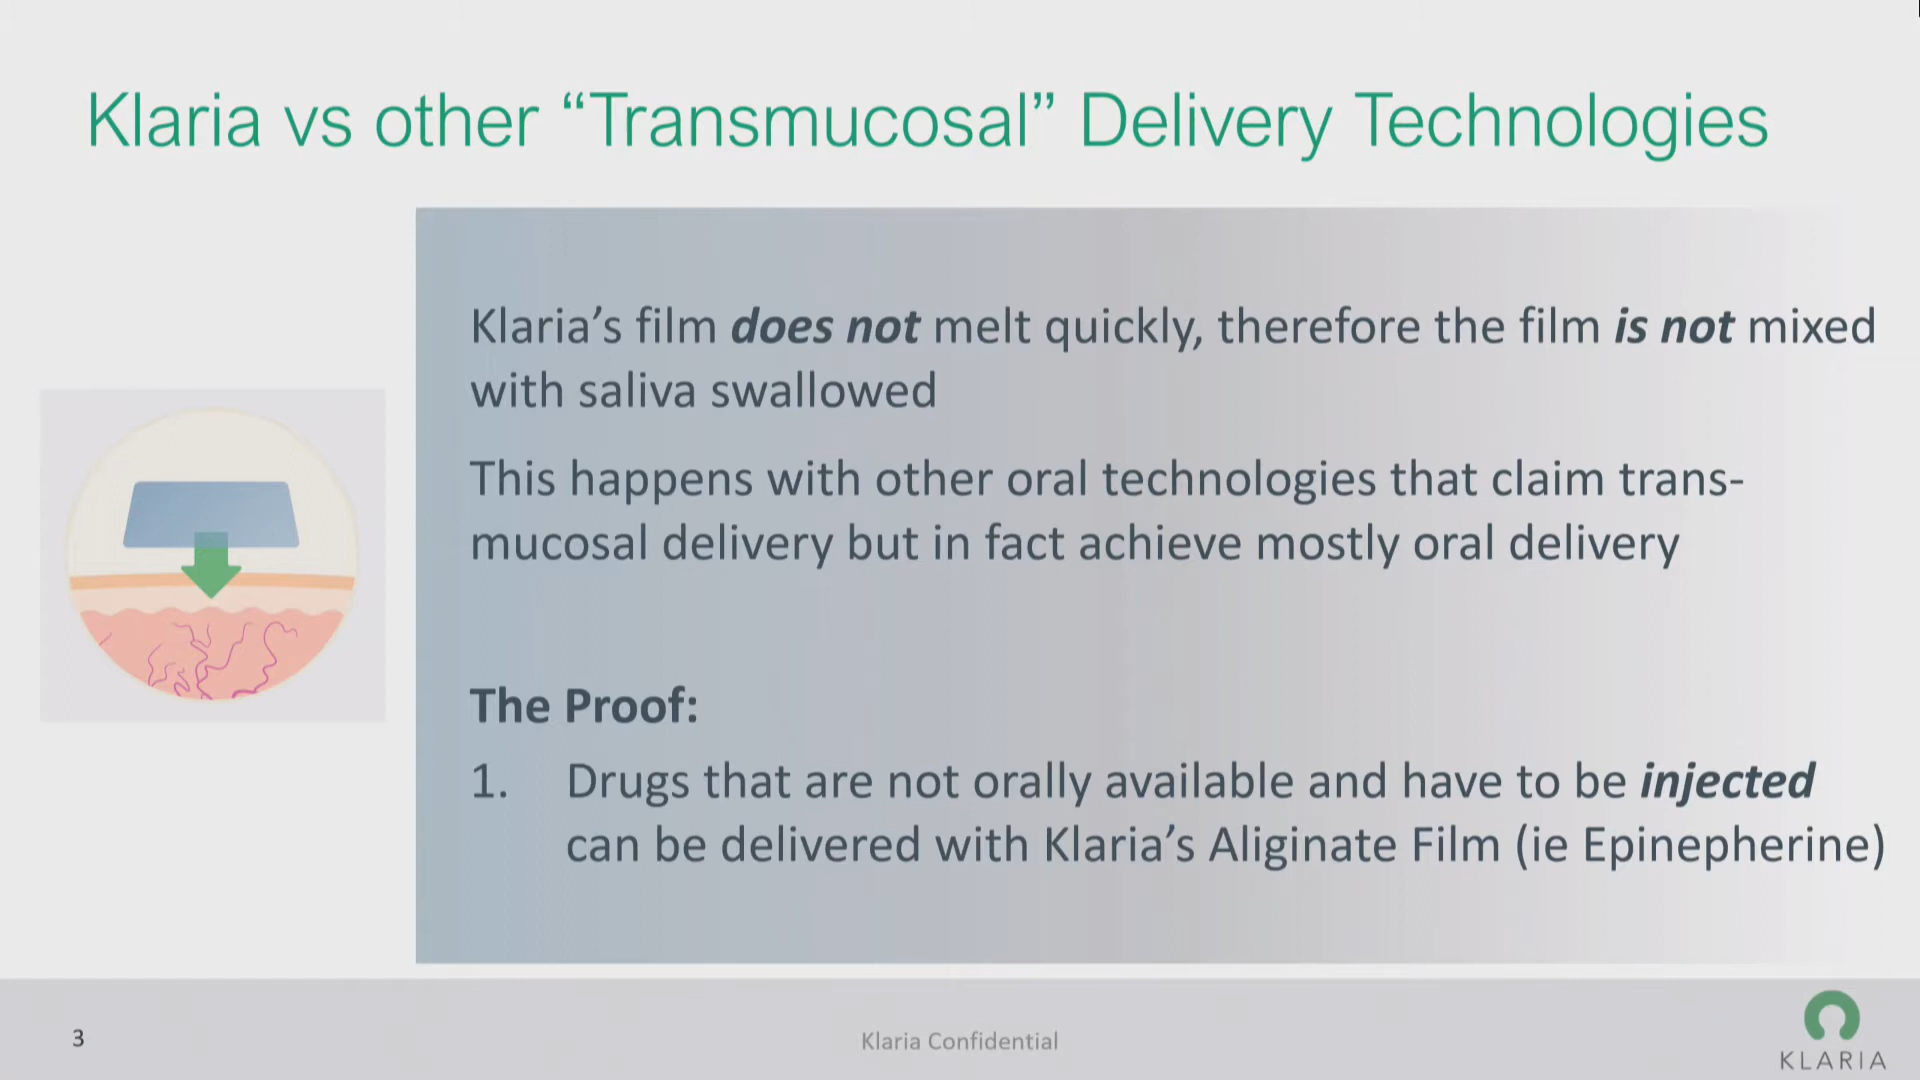 Klaria vs other “Transmucosal” Delivery Technologies
Klaria’s film does not melt quickly, therefore the film is not mixed
with saliva swallowed
This happens with other oral technologies that claim trans-
mucosal delivery but in fact achieve mostly oral delivery
The Proof:
1. Drugs that are not orally available and have to be injected
can be delivered with Klaria’s Aliginate Film (ie Epinepherine)
3
Klaria Confidential
KLARIA